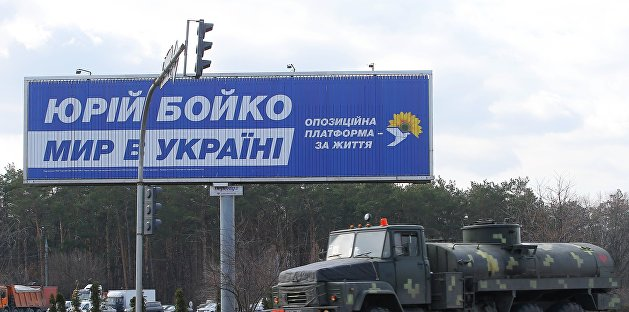 ЮРІЙ БОЙКО
МИР В УКРАЇНІ
ОПОЗИЦІЙНА
ПЛАТФОРМА –
ЗА ЖИТТЯ